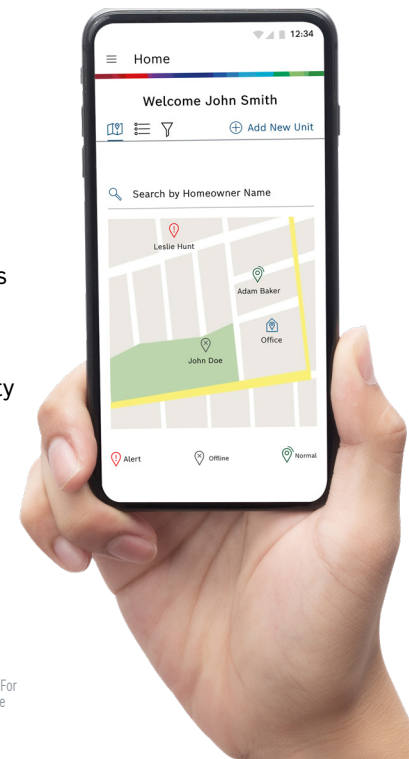 12:34
Home
Welcome John Smith
Add New Unit
Search by Homeowner Name
Leslie Hunt
Adam Baker
Office
John Doe
Alert
Offline
Normal
For